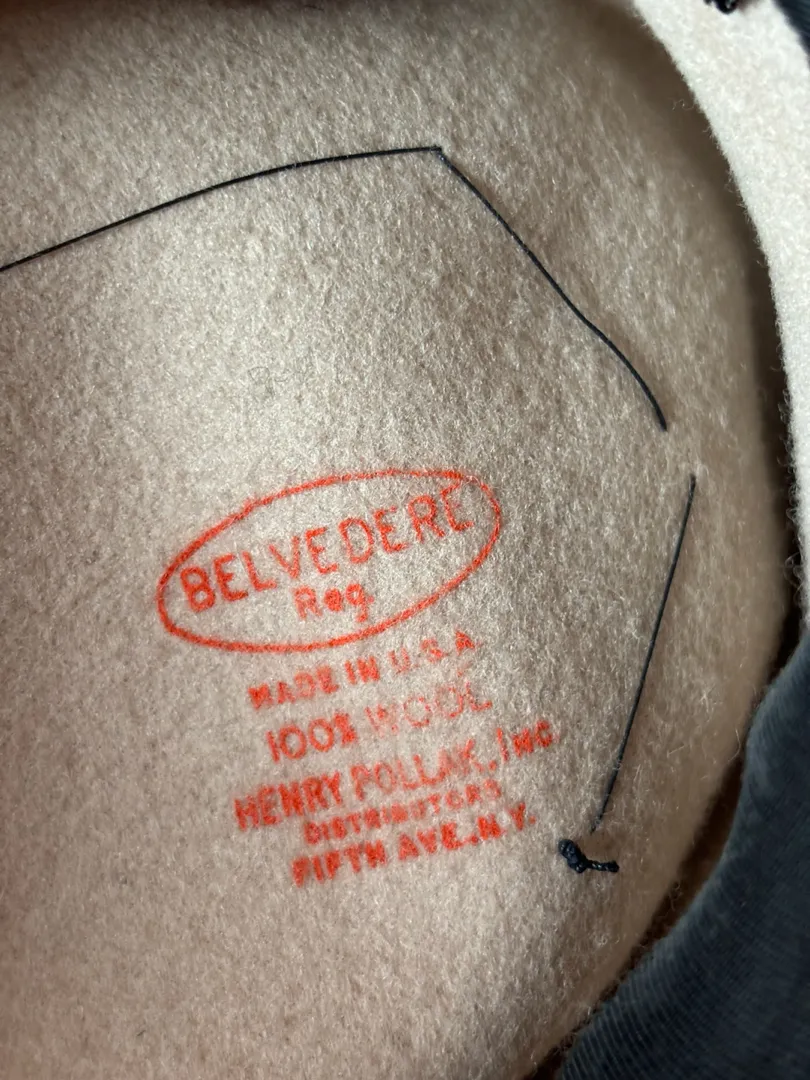 BELVEDERE
Reg.
MADE IN U.S.A
100% WOOL
HENRY POLLAK, INC
DISTRIBUTORS
FIFTH AVE. N.Y.